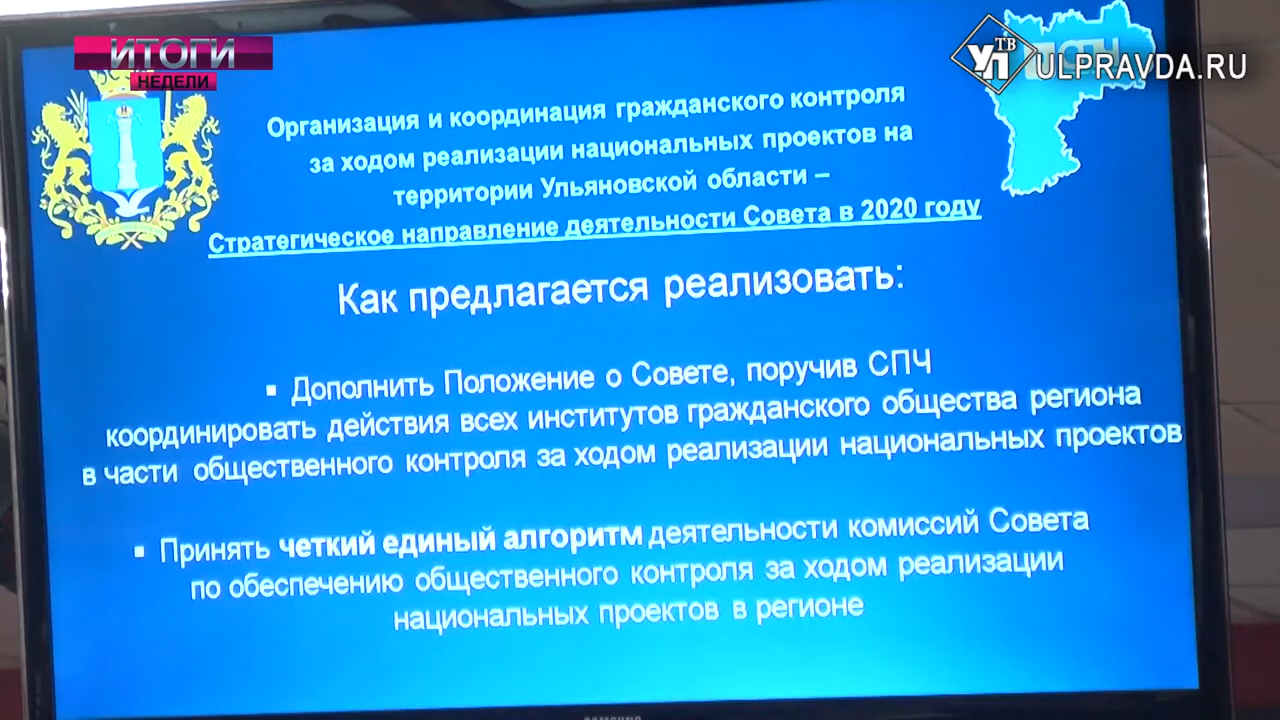 ИТОГИ
НЕДЕЛИ
УП ТВ ULPRAVDA.RU
Организация и координация гражданского контроля
за ходом реализации национальных проектов на
территории Ульяновской области –
Стратегическое направление деятельности Совета в 2020 году
Как предлагается реализовать:
▪ Дополнить Положение о Совете, поручив СПЧ
координировать действия всех институтов гражданского общества региона
в части общественного контроля за ходом реализации национальных проектов
▪ Принять четкий единый алгоритм деятельности комиссий Совета
по обеспечению общественного контроля за ходом реализации
национальных проектов в регионе
SAMSUNG